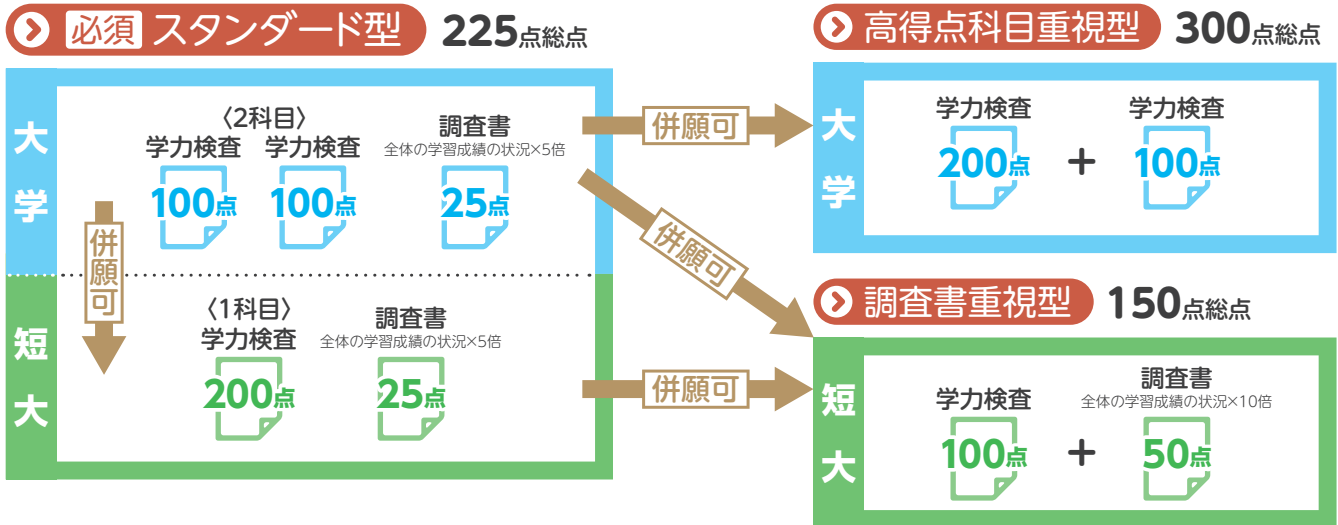 必須 スタンダード型 225点総点
大学
〈2科目〉
学力検査 学力検査
100点 100点
調査書
全体の学習成績の状況×5倍
25点
併願可
短大
〈1科目〉
学力検査
200点
調査書
全体の学習成績の状況×5倍
25点
併願可
併願可
併願可
高得点科目重視型 300点総点
大学
学力検査 学力検査
200点 + 100点
調査書重視型 150点総点
短大
学力検査
調査書
全体の学習成績の状況×10倍
100点 + 50点